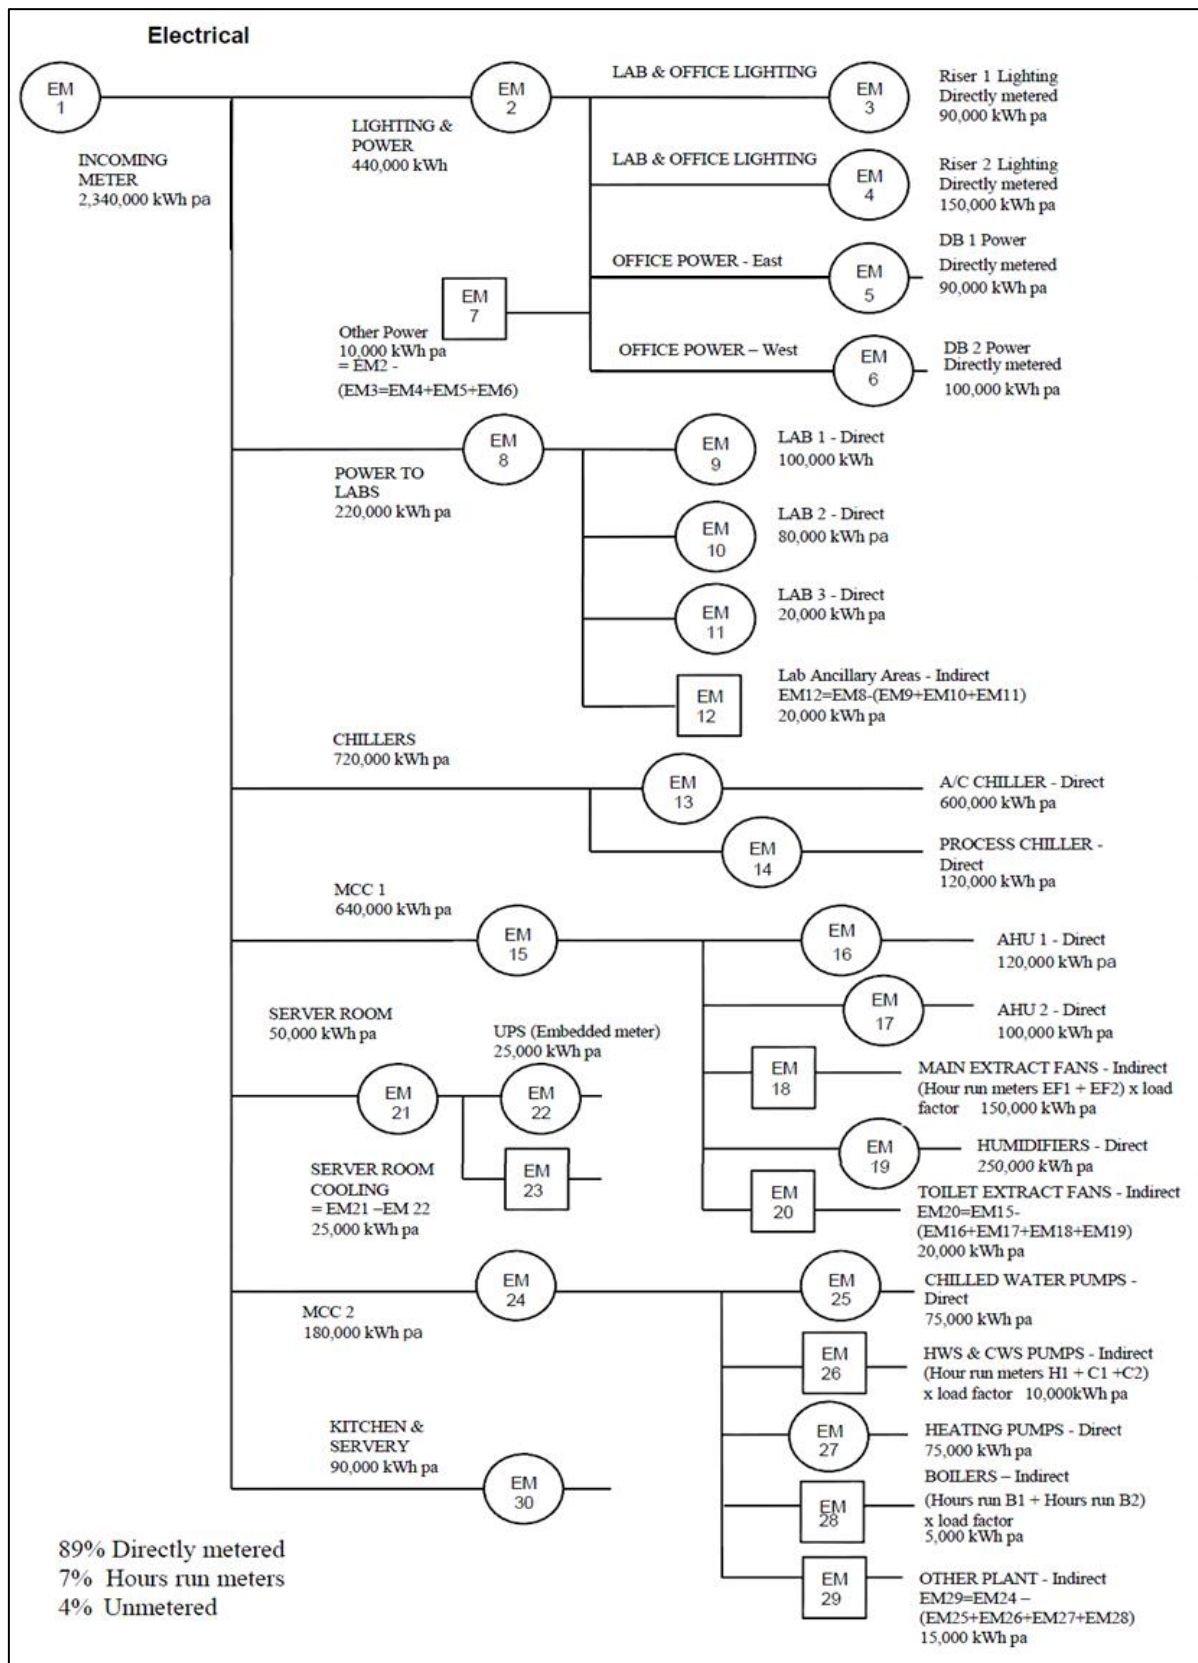 Electrical
EM
1
INCOMING
METER
2,340,000 kWh pa
EM
2
LIGHTING &
POWER
440,000 kWh
LAB & OFFICE LIGHTING
EM
3
Riser 1 Lighting
Directly metered
90,000 kWh pa
LAB & OFFICE LIGHTING
EM
4
Riser 2 Lighting
Directly metered
150,000 kWh pa
OFFICE POWER - East
EM
5
DB 1 Power
Directly metered
90,000 kWh pa
EM
7
Other Power
10,000 kWh pa
= EM2 -
(EM3=EM4+EM5+EM6)
OFFICE POWER – West
EM
6
DB 2 Power
Directly metered
100,000 kWh pa
EM
8
POWER TO
LABS
220,000 kWh pa
EM
9
LAB 1 - Direct
100,000 kWh
EM
10
LAB 2 - Direct
80,000 kWh pa
EM
11
LAB 3 - Direct
20,000 kWh pa
EM
12
Lab Ancillary Areas - Indirect
EM12=EM8-(EM9+EM10+EM11)
20,000 kWh pa
CHILLERS
720,000 kWh pa
EM
13
A/C CHILLER - Direct
600,000 kWh pa
EM
14
PROCESS CHILLER -
Direct
120,000 kWh pa
MCC 1
640,000 kWh pa
EM
15
EM
16
AHU 1 - Direct
120,000 kWh pa
EM
17
AHU 2 - Direct
100,000 kWh pa
EM
18
MAIN EXTRACT FANS - Indirect
(Hour run meters EF1 + EF2) x load
factor 150,000 kWh pa
EM
19
HUMIDIFIERS - Direct
250,000 kWh pa
EM
20
TOILET EXTRACT FANS - Indirect
EM20=EM15-
(EM16+EM17+EM18+EM19)
20,000 kWh pa
SERVER ROOM
50,000 kWh pa
EM
21
UPS (Embedded meter)
25,000 kWh pa
EM
22
SERVER ROOM
COOLING
= EM21 –EM 22
25,000 kWh pa
EM
23
MCC 2
180,000 kWh pa
EM
24
EM
25
CHILLED WATER PUMPS -
Direct
75,000 kWh pa
EM
26
HWS & CWS PUMPS - Indirect
(Hour run meters H1 + C1 +C2)
x load factor 10,000kWh pa
EM
27
HEATING PUMPS - Direct
75,000 kWh pa
EM
28
BOILERS – Indirect
(Hours run B1 + Hours run B2)
x load factor
5,000 kWh pa
EM
29
OTHER PLANT - Indirect
EM29=EM24 –
(EM25+EM26+EM27+EM28)
15,000 kWh pa
KITCHEN &
SERVERY
90,000 kWh pa
EM
30
89% Directly metered
7% Hours run meters
4% Unmetered